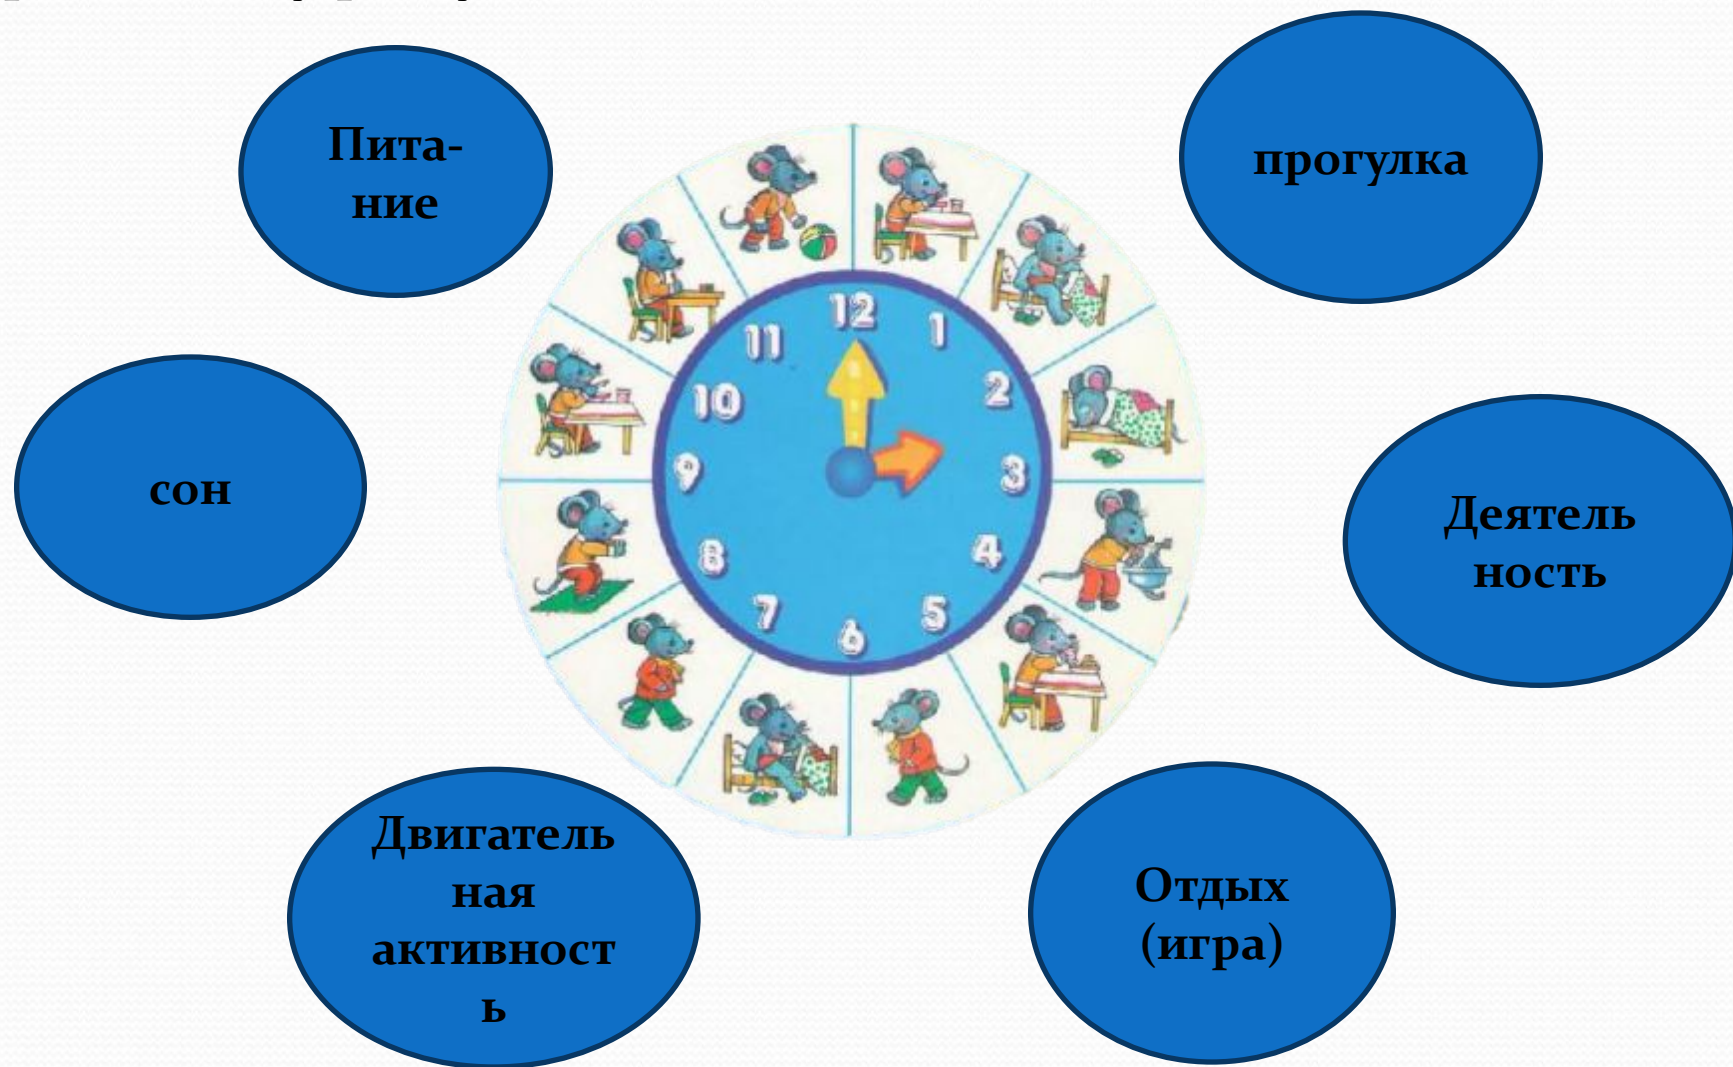 Пита-
ние
прогулка
сон
Деятель
ность
Двигатель
ная
активност
ь
Отдых
(игра)
12
1
2
3
4
5
6
7
8
9
10
11